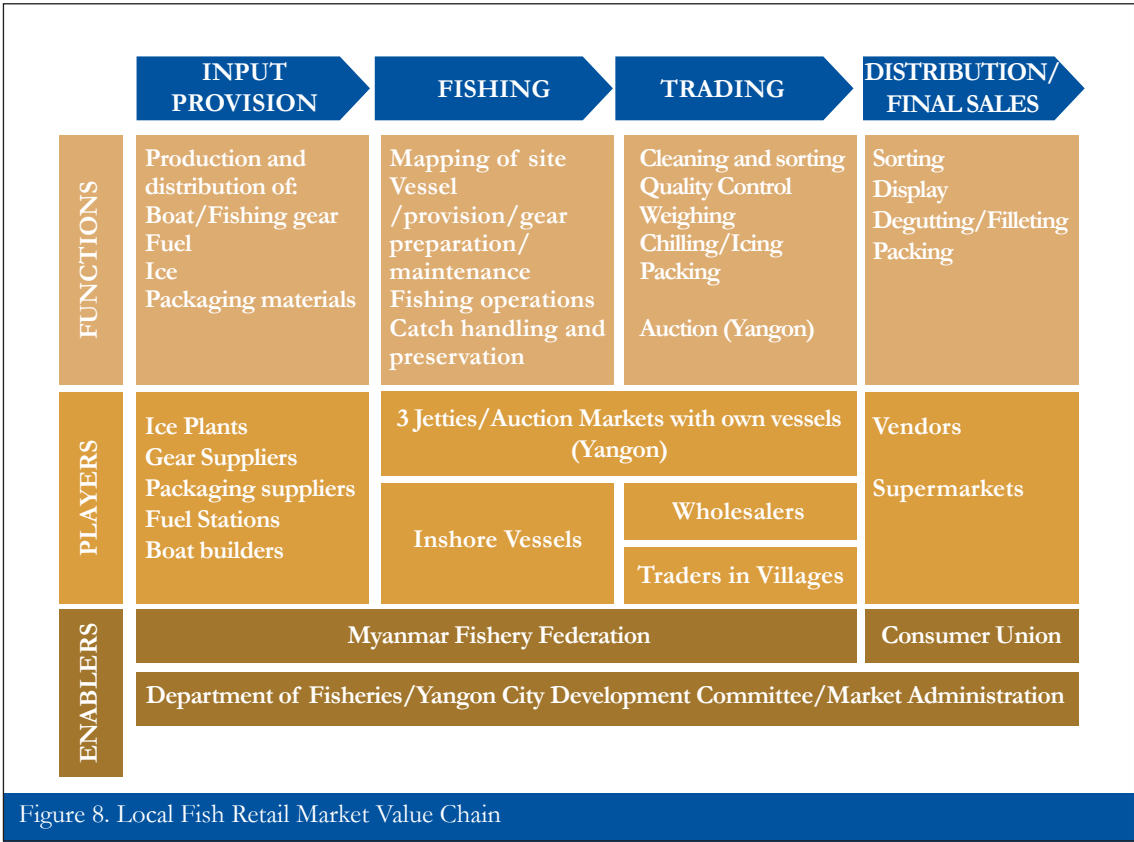 INPUT
PROVISION
FISHING
TRADING
DISTRIBUTION/
FINAL SALES
FUNCTIONS
Production and
distribution of:
Boat/Fishing gear
Fuel
Ice
Packaging materials
Mapping of site
Vessel
/provision/gear
preparation/
maintenance
Fishing operations
Catch handling and
preservation
Cleaning and sorting
Quality Control
Weighing
Chilling/Icing
Packing
Auction (Yangon)
Sorting
Display
Degutting/Filleting
Packing
PLAYERS
Ice Plants
Gear Suppliers
Packaging suppliers
Fuel Stations
Boat builders
3 Jetties/Auction Markets with own vessels
(Yangon)
Inshore Vessels
Wholesalers
Traders in Villages
Vendors
Supermarkets
ENABLERS
Myanmar Fishery Federation
Consumer Union
Department of Fisheries/Yangon City Development Committee/Market Administration
Figure 8. Local Fish Retail Market Value Chain